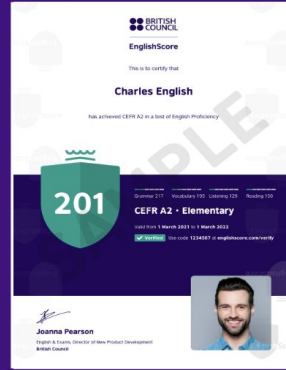 BRITISH
COUNCIL
EnglishScore
This is to certify that
Charles English
has achieved CEFR A2 in a test of English Proficiency
SAMPLE
201
Grammar 217 Vocabulary 195 Listening 129 Reading
CEFR A2 • Elementary
Valid from 1 March 2021 to 1 March 2022
Verified Use code 1234567 at englishscore.com/verify
Joanna Pearson
English & Exams, Director of New Product Development
British Council